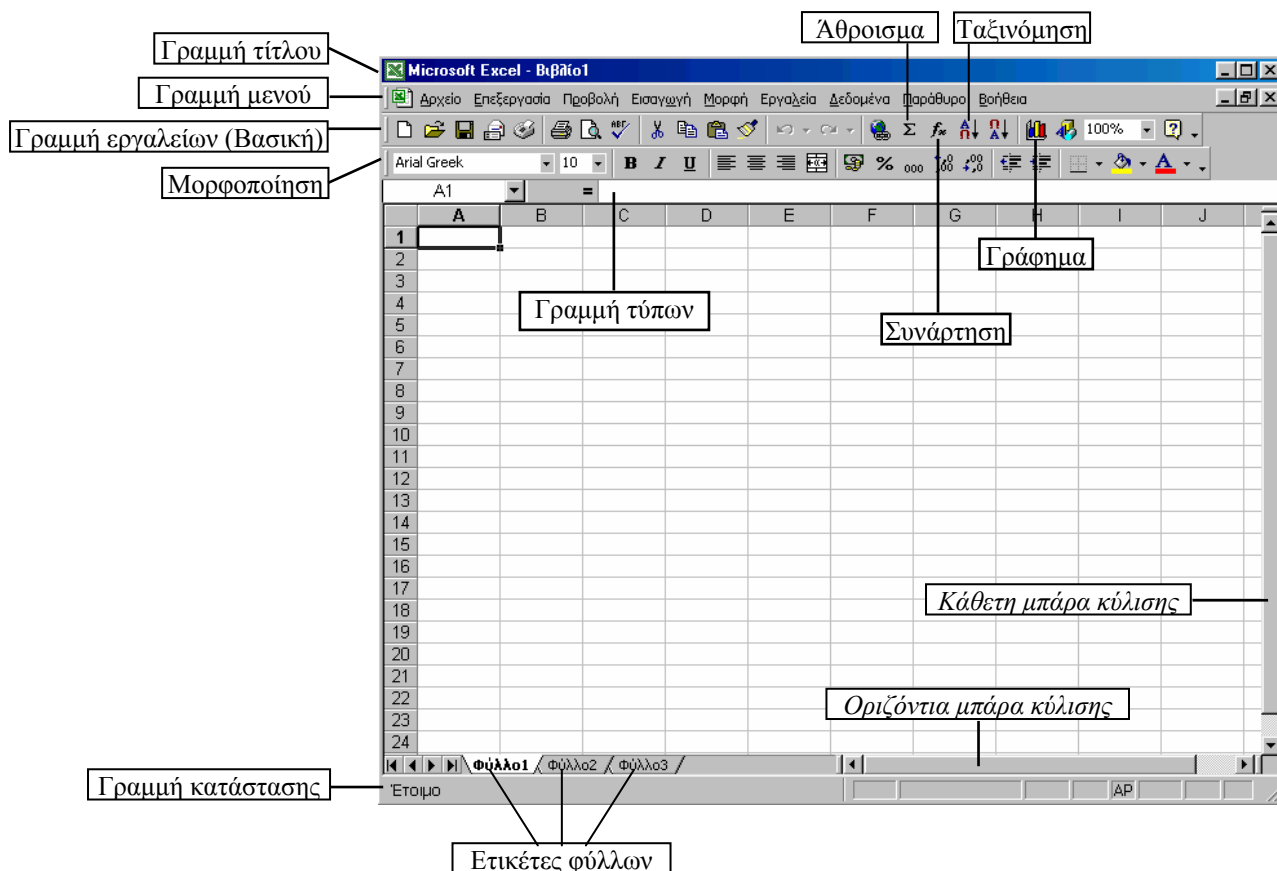 Άθροισμα
Ταξινόμηση
Γραμμή τίτλου
Microsoft Excel - Βιβλίο1
Γραμμή μενού
Αρχείο Επεξεργασία Προβολή Εισαγωγή Μορφή Εργαλεία Δεδομένα Παράθυρο Βοήθεια
Γραμμή εργαλείων (Βασική)
100%
Μορφοποίηση
Arial Greek 10 B I U % 000
A1 =
A B C D E F G H I J
1
2
Γράφημα
3
4
Γραμμή τύπων
5
Συνάρτηση
6
7
8
9
10
11
12
13
14
15
16
17
Κάθετη μπάρα κύλισης
18
19
20
21
22
Οριζόντια μπάρα κύλισης
23
24
Φύλλο1 Φύλλο2 Φύλλο3
Γραμμή κατάστασης
Έτοιμο
AP
Ετικέτες φύλλων